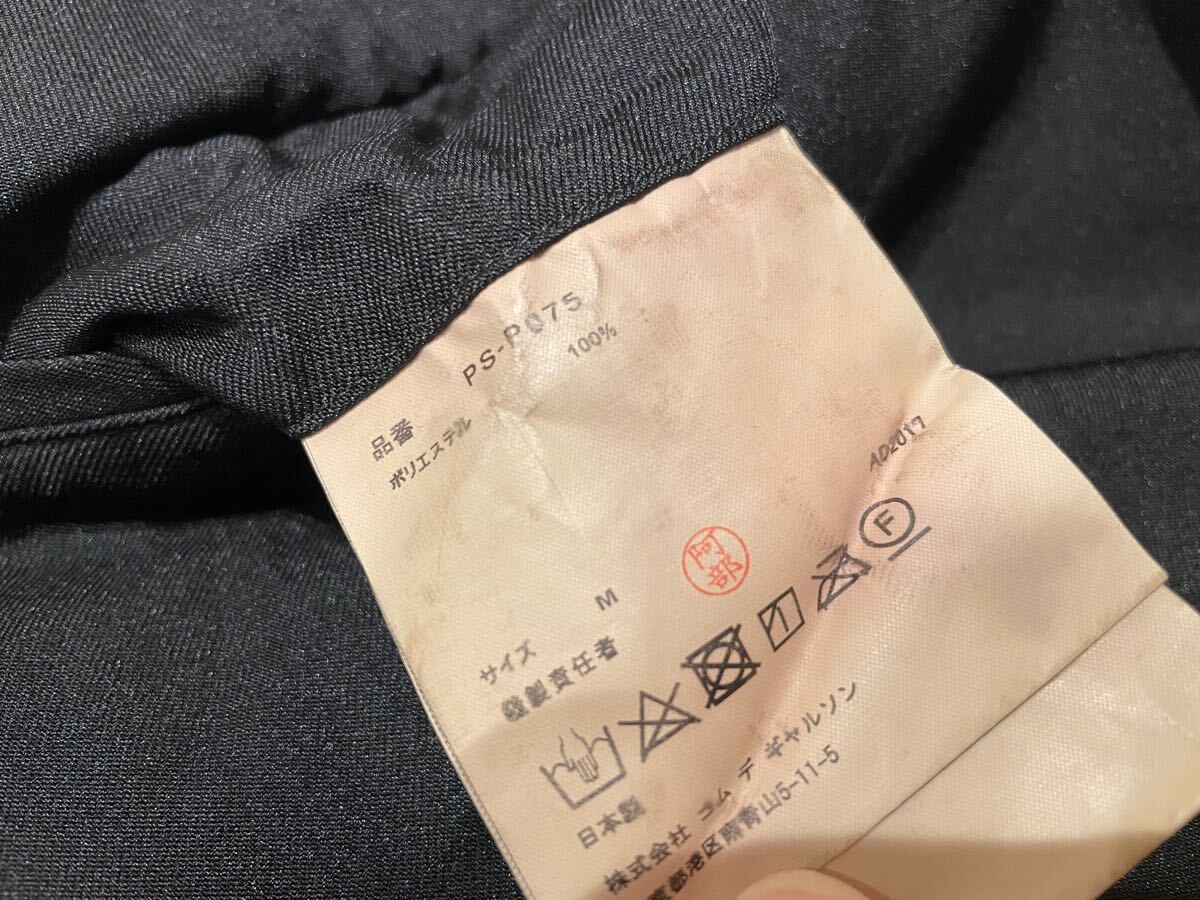 品番 PS-P075
ポリエステル 100%
AD2017
サイズ M
縫製責任者 阿部
F
日本製
株式会社 コム デ ギャルソン
京都港区南青山5-11-5